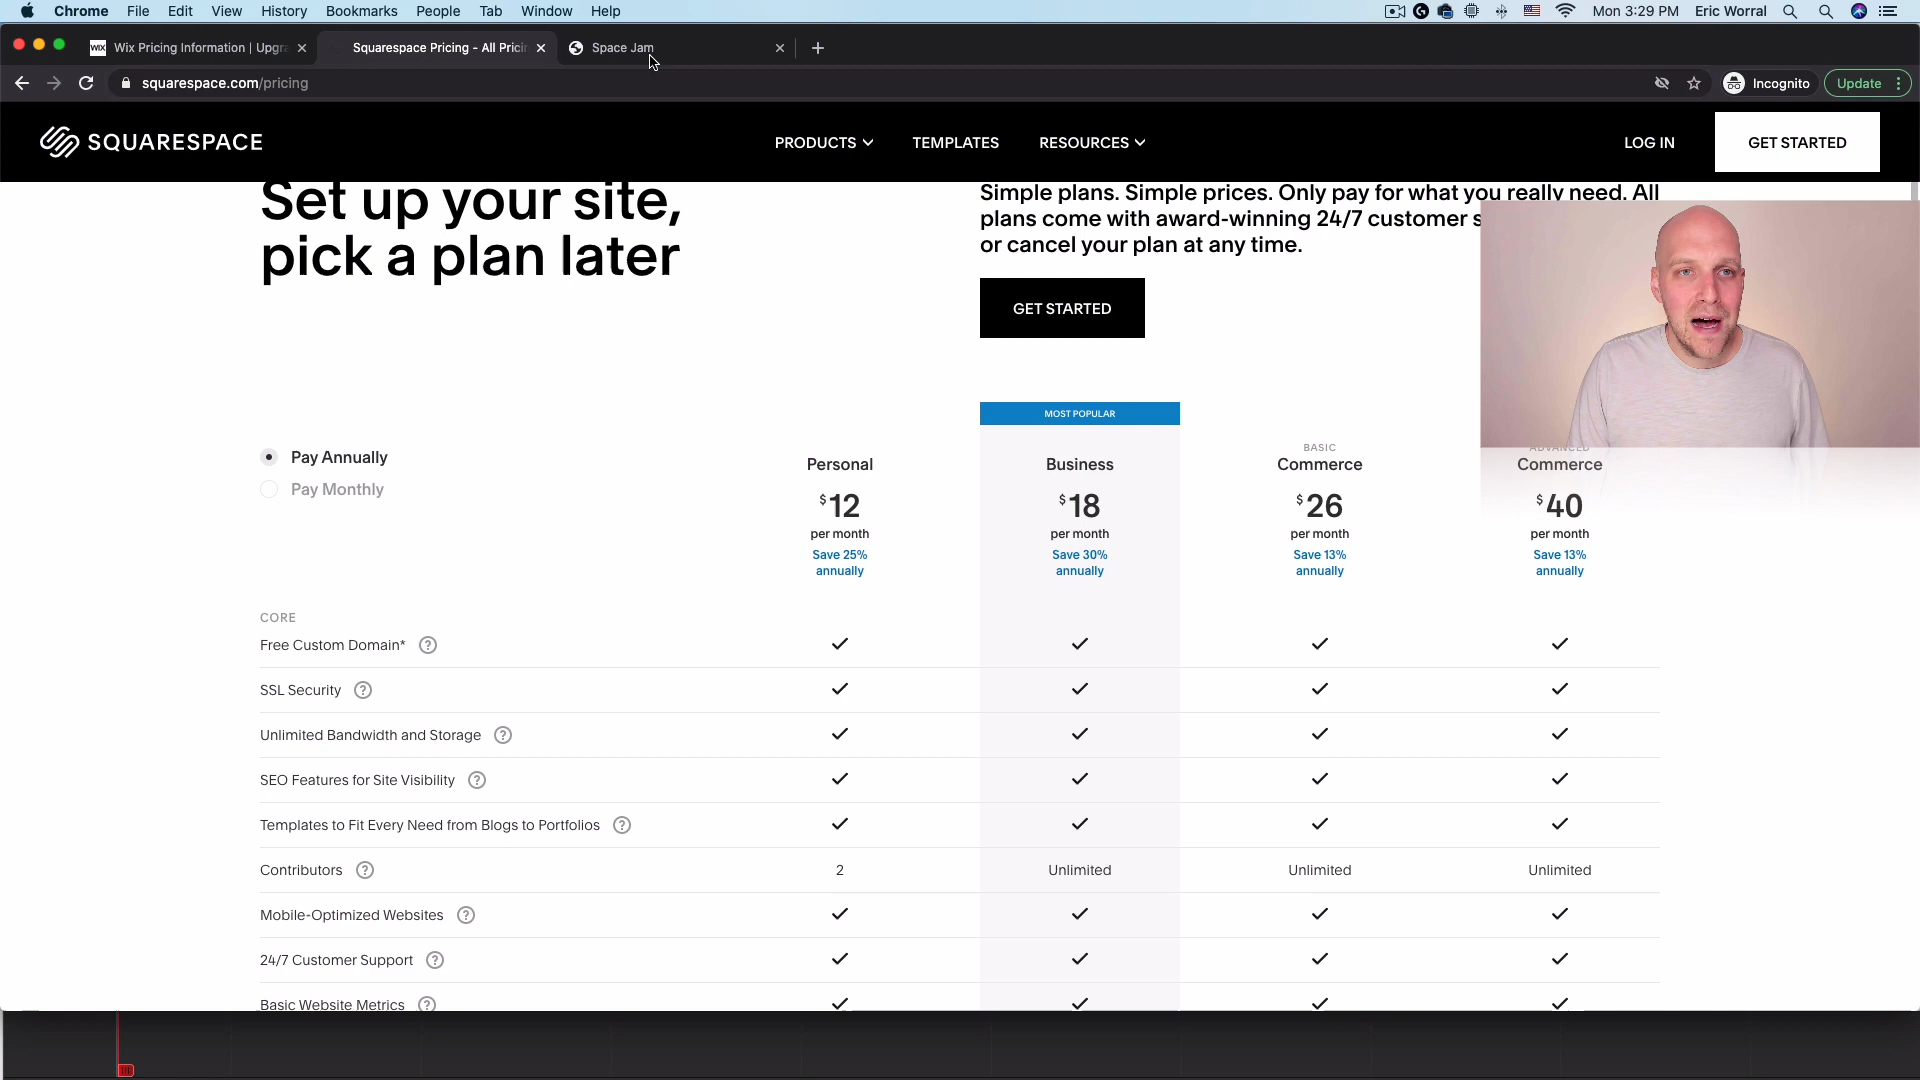 Chrome File Edit View History Bookmarks People Tab Window Help
Mon 3:29 PM Eric Worral
WIX Wix Pricing Information | Upgra
Squarespace Pricing - All Pricin
Space Jam
squarespace.com/pricing
Incognito
Update
SQUARESPACE
PRODUCTS TEMPLATES RESOURCES
LOG IN
GET STARTED
Set up your site,
pick a plan later
Simple plans. Simple prices. Only pay for what you really need. All
plans come with award-winning 24/7 customer
or cancel your plan at any time.
GET STARTED
MOST POPULAR
Pay Annually
Pay Monthly
Personal
$12
per month
Save 25%
annually
Business
$18
per month
Save 30%
annually
BASIC
Commerce
$26
per month
Save 13%
annually
ADVANCED
Commerce
$40
per month
Save 13%
annually
CORE
Free Custom Domain* ?
SSL Security ?
Unlimited Bandwidth and Storage ?
SEO Features for Site Visibility ?
Templates to Fit Every Need from Blogs to Portfolios ?
Contributors ? 2 Unlimited Unlimited Unlimited
Mobile-Optimized Websites ?
24/7 Customer Support ?
Basic Website Metrics ?